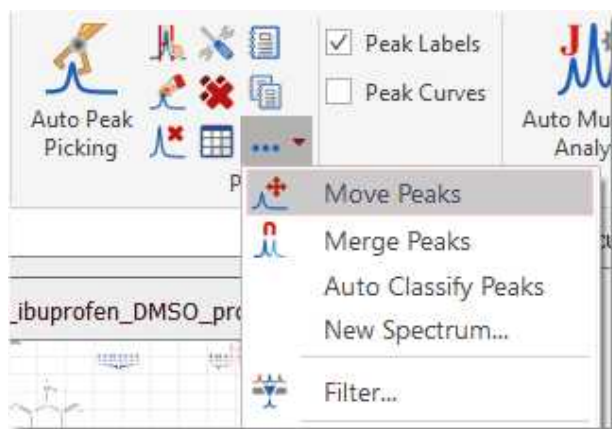 Peak Labels
Peak Curves
Auto Peak
Picking
J
Auto Mu
Analy
P
Move Peaks
Merge Peaks
Auto Classify Peaks
New Spectrum...
Filter...
_ibuprofen_DMSO_pro